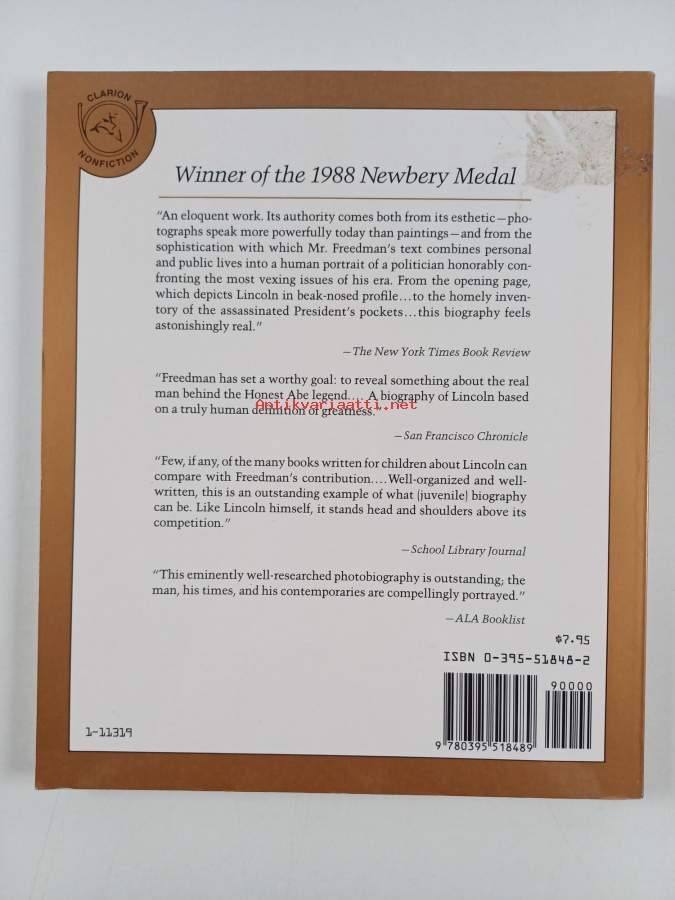 CLARION
NONFICTION
Winner of the 1988 Newbery Medal
“An eloquent work. Its authority comes both from its esthetic—pho-
tographs speak more powerfully today than paintings—and from the
sophistication with which Mr. Freedman’s text combines personal
and public lives into a human portrait of a politician honorably con-
fronting the most vexing issues of his era. From the opening page,
which depicts Lincoln in beak-nosed profile...to the homely inven-
tory of the assassinated President’s pockets...this biography feels
astonishingly real.”
—The New York Times Book Review
“Freedman has set a worthy goal: to reveal something about the real
man behind the Honest Abe legend.... A biography of Lincoln based
Antikvariaatti.net
on a truly human definition of greatness.”
—San Francisco Chronicle
“Few, if any, of the many books written for children about Lincoln can
compare with Freedman’s contribution....Well-organized and well-
written, this is an outstanding example of what (juvenile) biography
can be. Like Lincoln himself, it stands head and shoulders above its
competition.”
—School Library Journal
“This eminently well-researched photobiography is outstanding; the
man, his times, and his contemporaries are compellingly portrayed.”
—ALA Booklist
$7.95
ISBN 0-395-51848-2
90000
9 780395 518489
1-11319